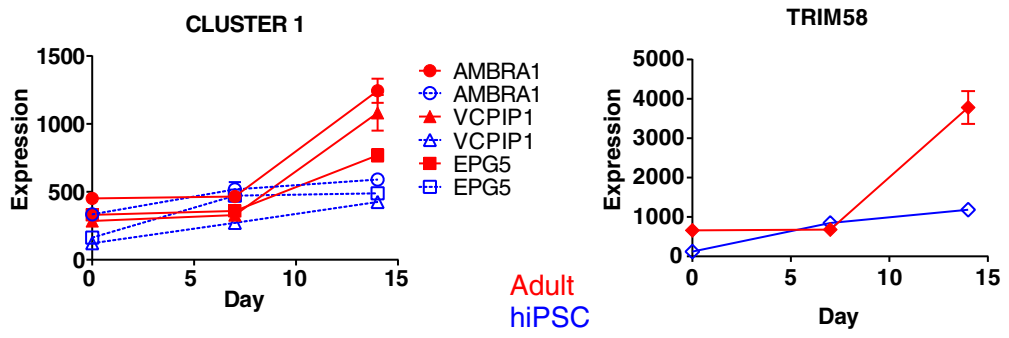 CLUSTER 1
Expression
1500
1000
500
0
0
5
10
15
Day
AMBRA1
AMBRA1
VCPIP1
VCPIP1
EPG5
EPG5
Adult
hiPSC
TRIM58
Expression
5000
4000
3000
2000
1000
0
0
5
10
15
Day